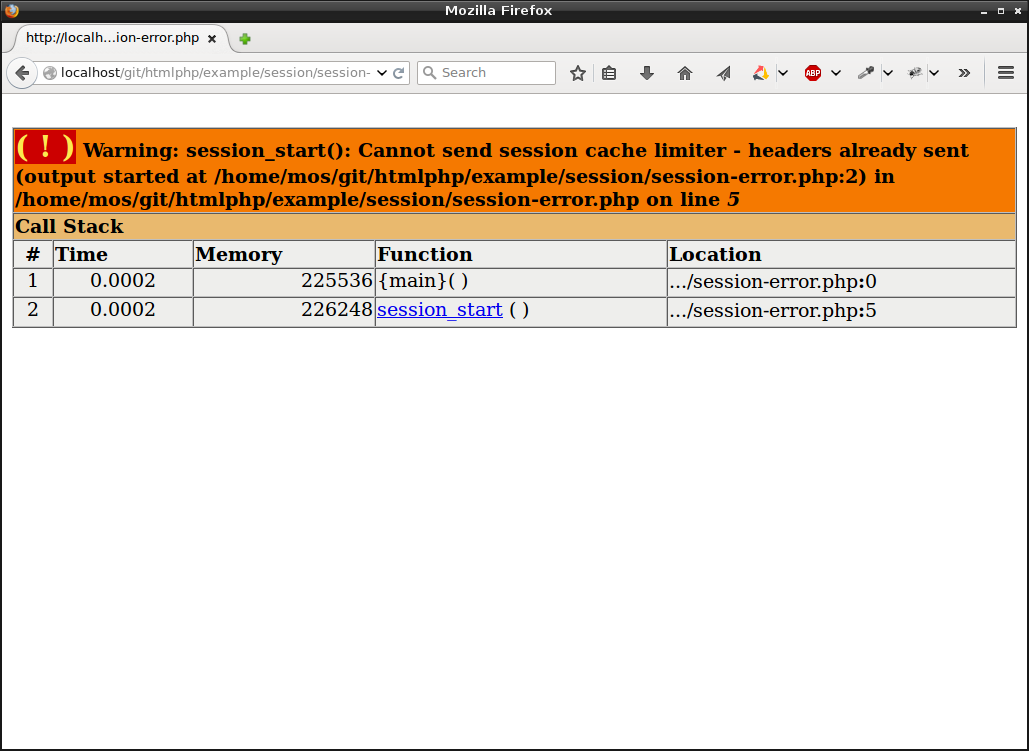 Mozilla Firefox
http://localh...ion-error.php
localhost/git/htmlphp/example/session/session-
Search
ABP
( ! ) Warning: session_start(): Cannot send session cache limiter - headers already sent
(output started at /home/mos/git/htmlphp/example/session/session-error.php:2) in
/home/mos/git/htmlphp/example/session/session-error.php on line 5
Call Stack
# Time Memory Function Location
1 0.0002 225536 {main}( ) .../session-error.php:0
2 0.0002 226248 session_start ( ) .../session-error.php:5